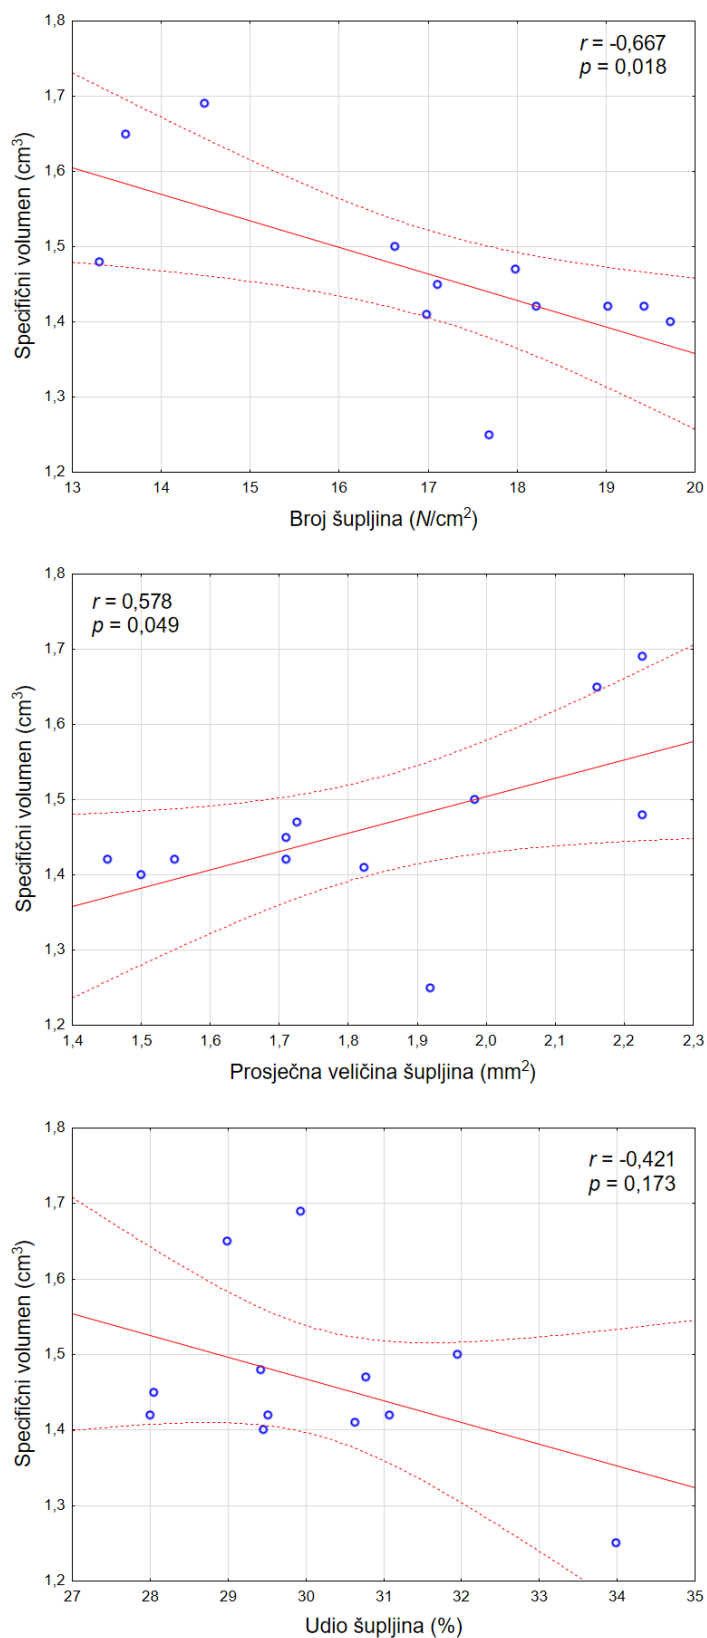 1,8
r = -0,667
p = 0,018
1,7
1,6
1,5
1,4
1,3
1,2
Specifični volumen (cm³)
13 14 15 16 17 18 19 20
Broj šupljina (N/cm²)
1,8
r = 0,578
p = 0,049
1,7
1,6
1,5
1,4
1,3
1,2
Specifični volumen (cm³)
1,4 1,5 1,6 1,7 1,8 1,9 2,0 2,1 2,2 2,3
Prosječna veličina šupljina (mm²)
1,8
r = -0,421
p = 0,173
1,7
1,6
1,5
1,4
1,3
1,2
Specifični volumen (cm³)
27 28 29 30 31 32 33 34 35
Udio šupljina (%)